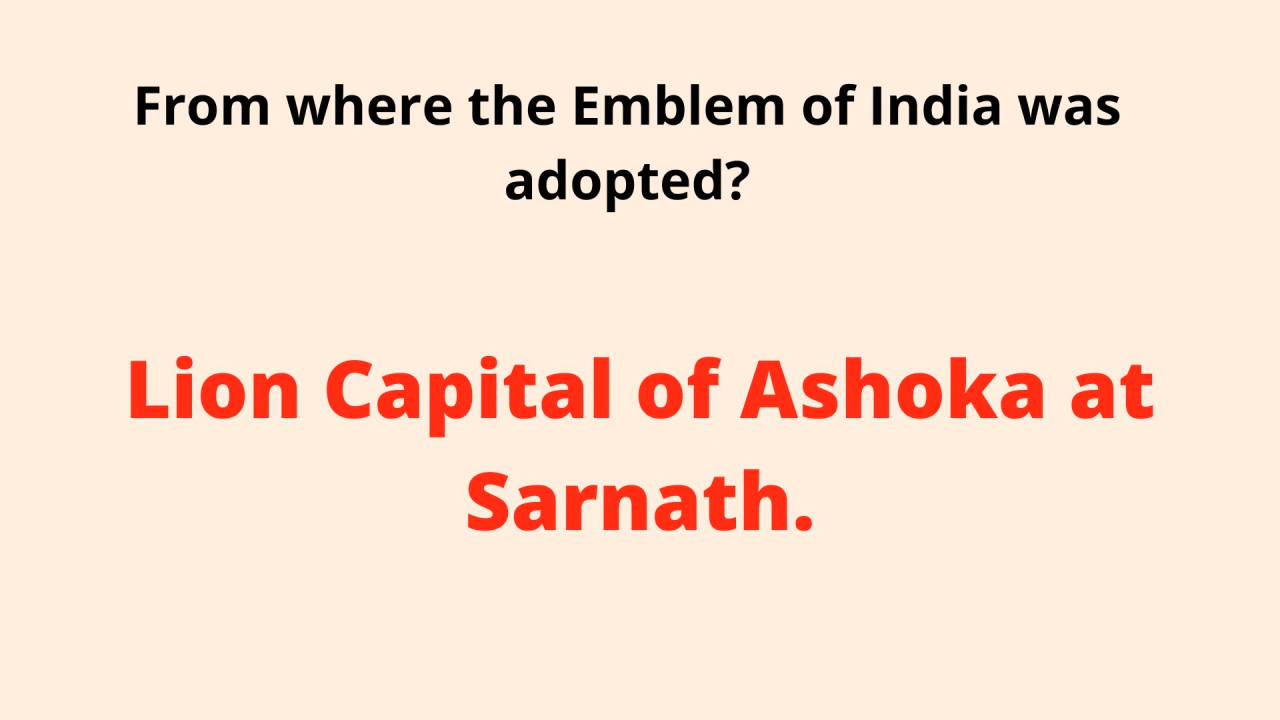 From where the Emblem of India was
adopted?
Lion Capital of Ashoka at
Sarnath.